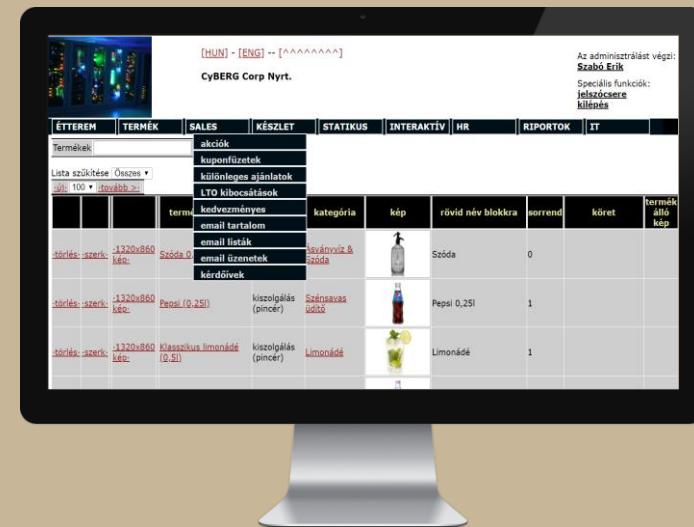 [HUN] - [ENG] -- [^^^^^^^^]
CyBERG Corp Nyrt.
Az adminisztrálást végzi:
Szabó Erik
Speciális funkciók:
jelszócsere
kilépés
ÉTTEREM TERMÉK SALES KÉSZLET STATIKUS INTERAKTÍV HR RIPORTOK IT
Termékek
akciók
kuponfüzetek
különleges ajánlatok
LTO kibocsátások
kedvezményes
email tartalom
email listák
email üzenetek
kérdőívek
Lista szűkítése Összes
-új- 100 -tovább >-
kategória kép rövid név blokkra sorrend köret termék álló kép
-törlés- -szerk- -1320x860 kép- Szóda Ásványvíz & Szóda Szóda 0
-törlés- -szerk- -1320x860 kép- Pepsi (0,25l) kiszolgálás (pincér) Szénsavas üdítő Pepsi 0,25l 1
-törlés- -szerk- -1320x860 kép- Klasszikus limonádé (0,5l) kiszolgálás (pincér) Limonádé Limonádé 1